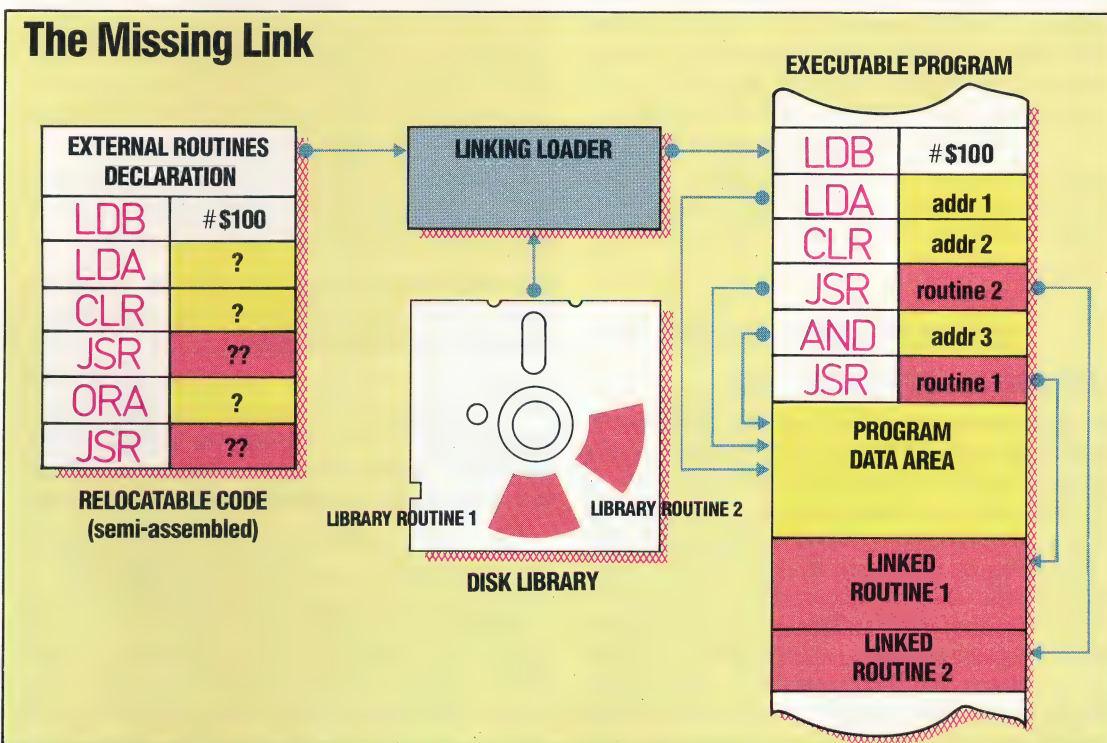 The Missing Link
EXTERNAL ROUTINES
DECLARATION
LDB #$100
LDA ?
CLR ?
JSR ??
ORA ?
JSR ??
RELOCATABLE CODE
(semi-assembled)
LINKING LOADER
LIBRARY ROUTINE 1
LIBRARY ROUTINE 2
DISK LIBRARY
EXECUTABLE PROGRAM
LDB #$100
LDA addr 1
CLR addr 2
JSR routine 2
AND addr 3
JSR routine 1
PROGRAM
DATA AREA
LINKED
ROUTINE 1
LINKED
ROUTINE 2